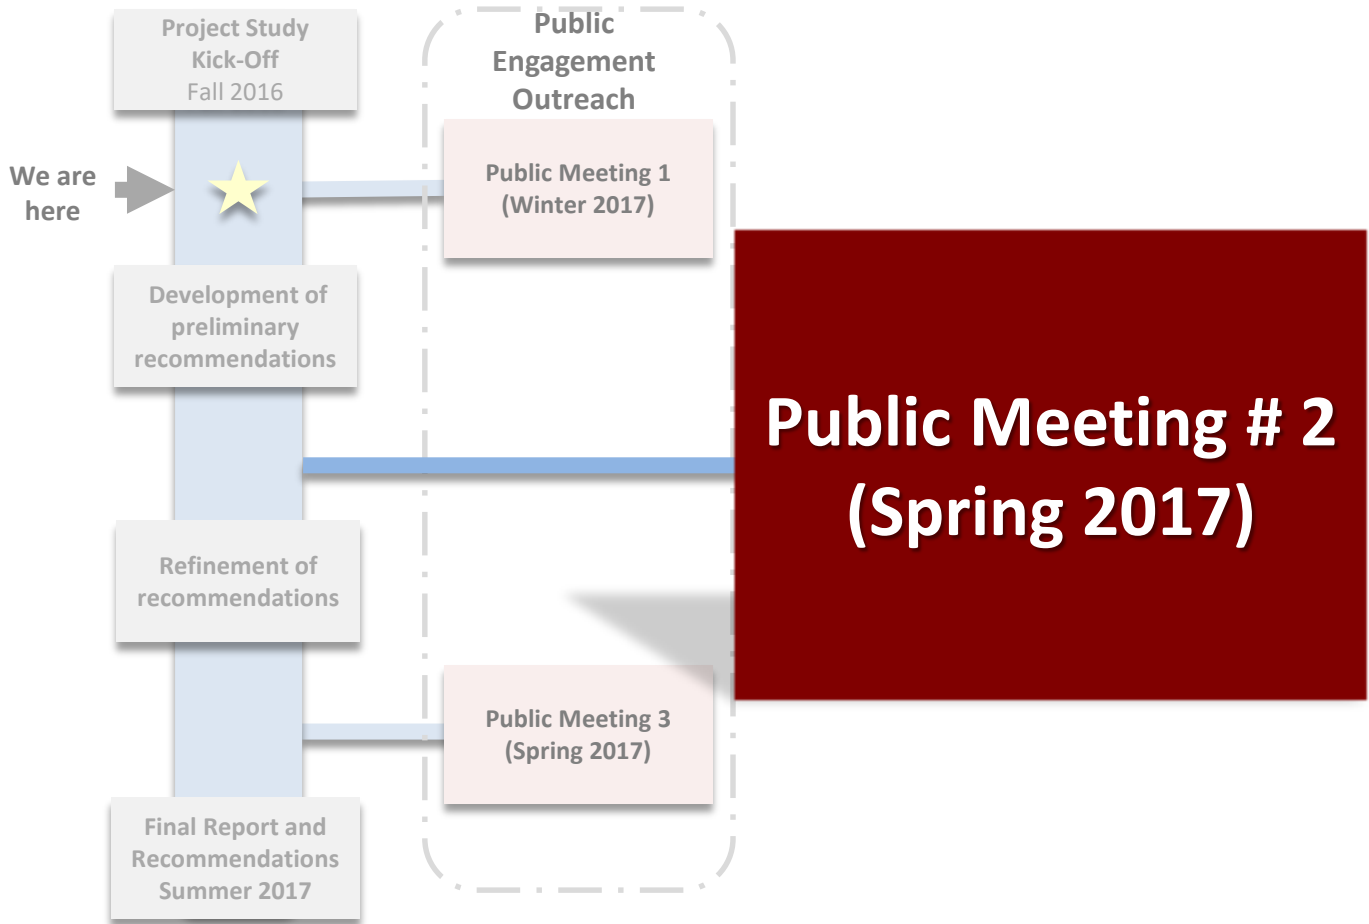 Project Study
Kick-Off
Fall 2016
Public
Engagement
Outreach
We are
here
Public Meeting 1
(Winter 2017)
Development of
preliminary
recommendations
Public Meeting # 2
(Spring 2017)
Refinement of
recommendations
Public Meeting 3
(Spring 2017)
Final Report and
Recommendations
Summer 2017